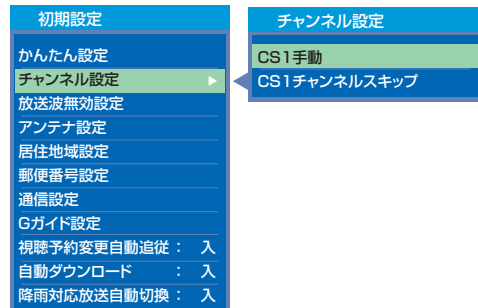 初期設定
かんたん設定
チャンネル設定
放送波無効設定
アンテナ設定
居住地域設定
郵便番号設定
通信設定
Gガイド設定
視聴予約変更自動追従： 入
自動ダウンロード ： 入
降雨対応放送自動切換： 入
チャンネル設定
CS1手動
CS1チャンネルスキップ